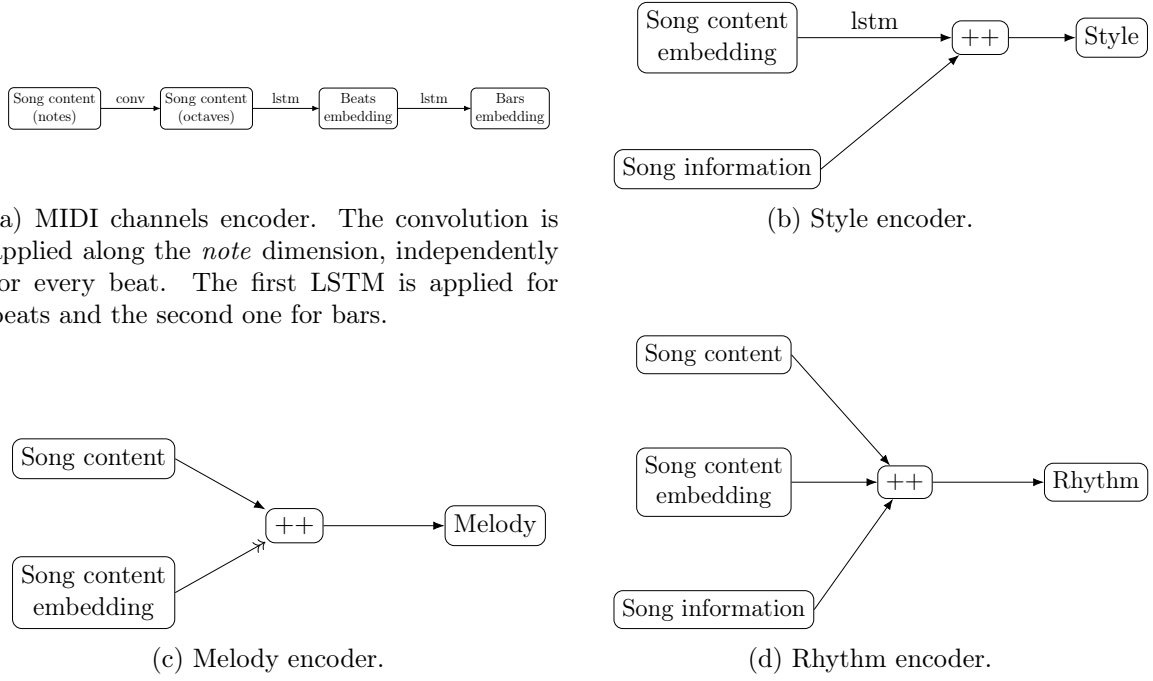 Song content
(notes)
conv
Song content
(octaves)
lstm
Beats
embedding
lstm
Bars
embedding
a) MIDI channels encoder. The convolution is
applied along the note dimension, independently
or every beat. The first LSTM is applied for
beats and the second one for bars.
Song content
embedding
lstm
++
Style
Song information
(b) Style encoder.
Song content
Song content
embedding
++
Melody
(c) Melody encoder.
Song content
Song content
embedding
++
Rhythm
Song information
(d) Rhythm encoder.